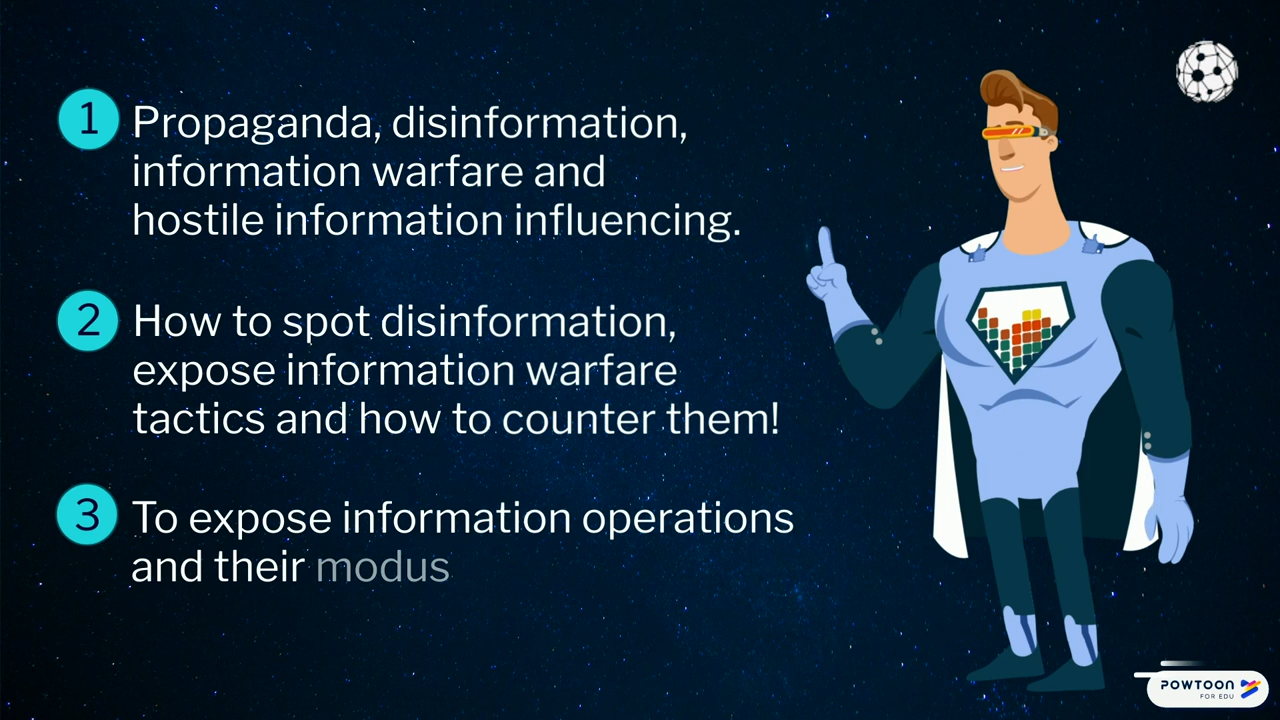 1 Propaganda, disinformation,
information warfare and
hostile information influencing.
2 How to spot disinformation,
expose information warfare
tactics and how to counter them!
3 To expose information operations
and their modus
POWTOON
FOR EDU